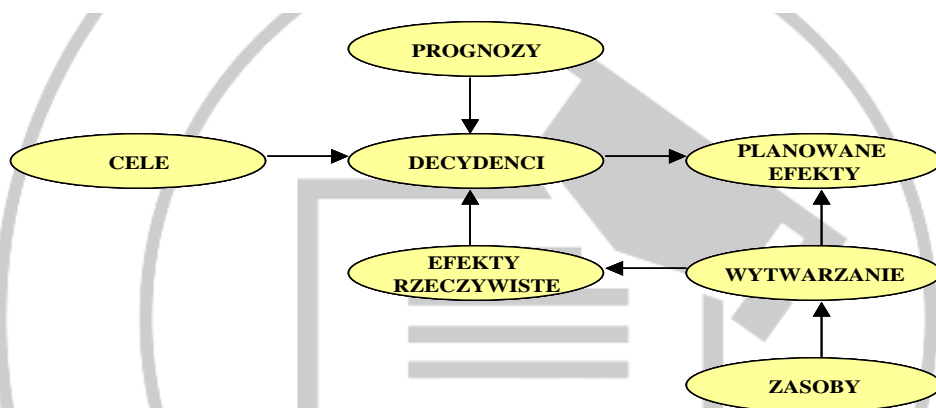 PROGNOZY
CELE
DECYDENCI
PLANOWANE
EFEKTY
EFEKTY
RZECZYWISTE
WYTWARZANIE
ZASOBY